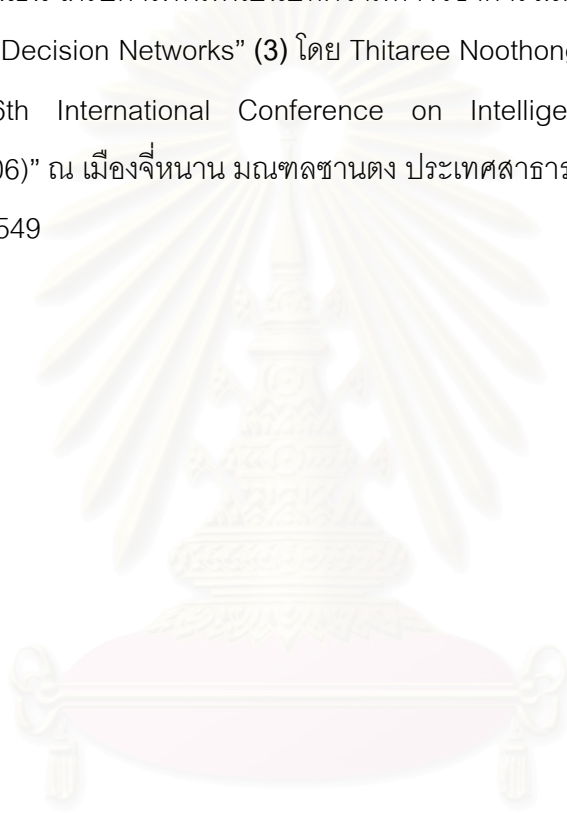 Decision Networks” (3) โดย Thitaree Noothong
6th International Conference on Intellige
06)” ณ เมืองจี่หนาน มณฑลซานตง ประเทศสาธาร
549